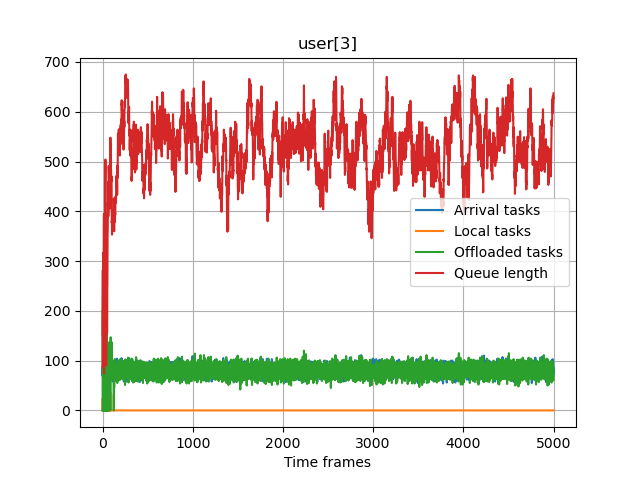 user[3]
700
600
500
400
300
200
100
0
Arrival tasks
Local tasks
Offloaded tasks
Queue length
0 1000 2000 3000 4000 5000
Time frames